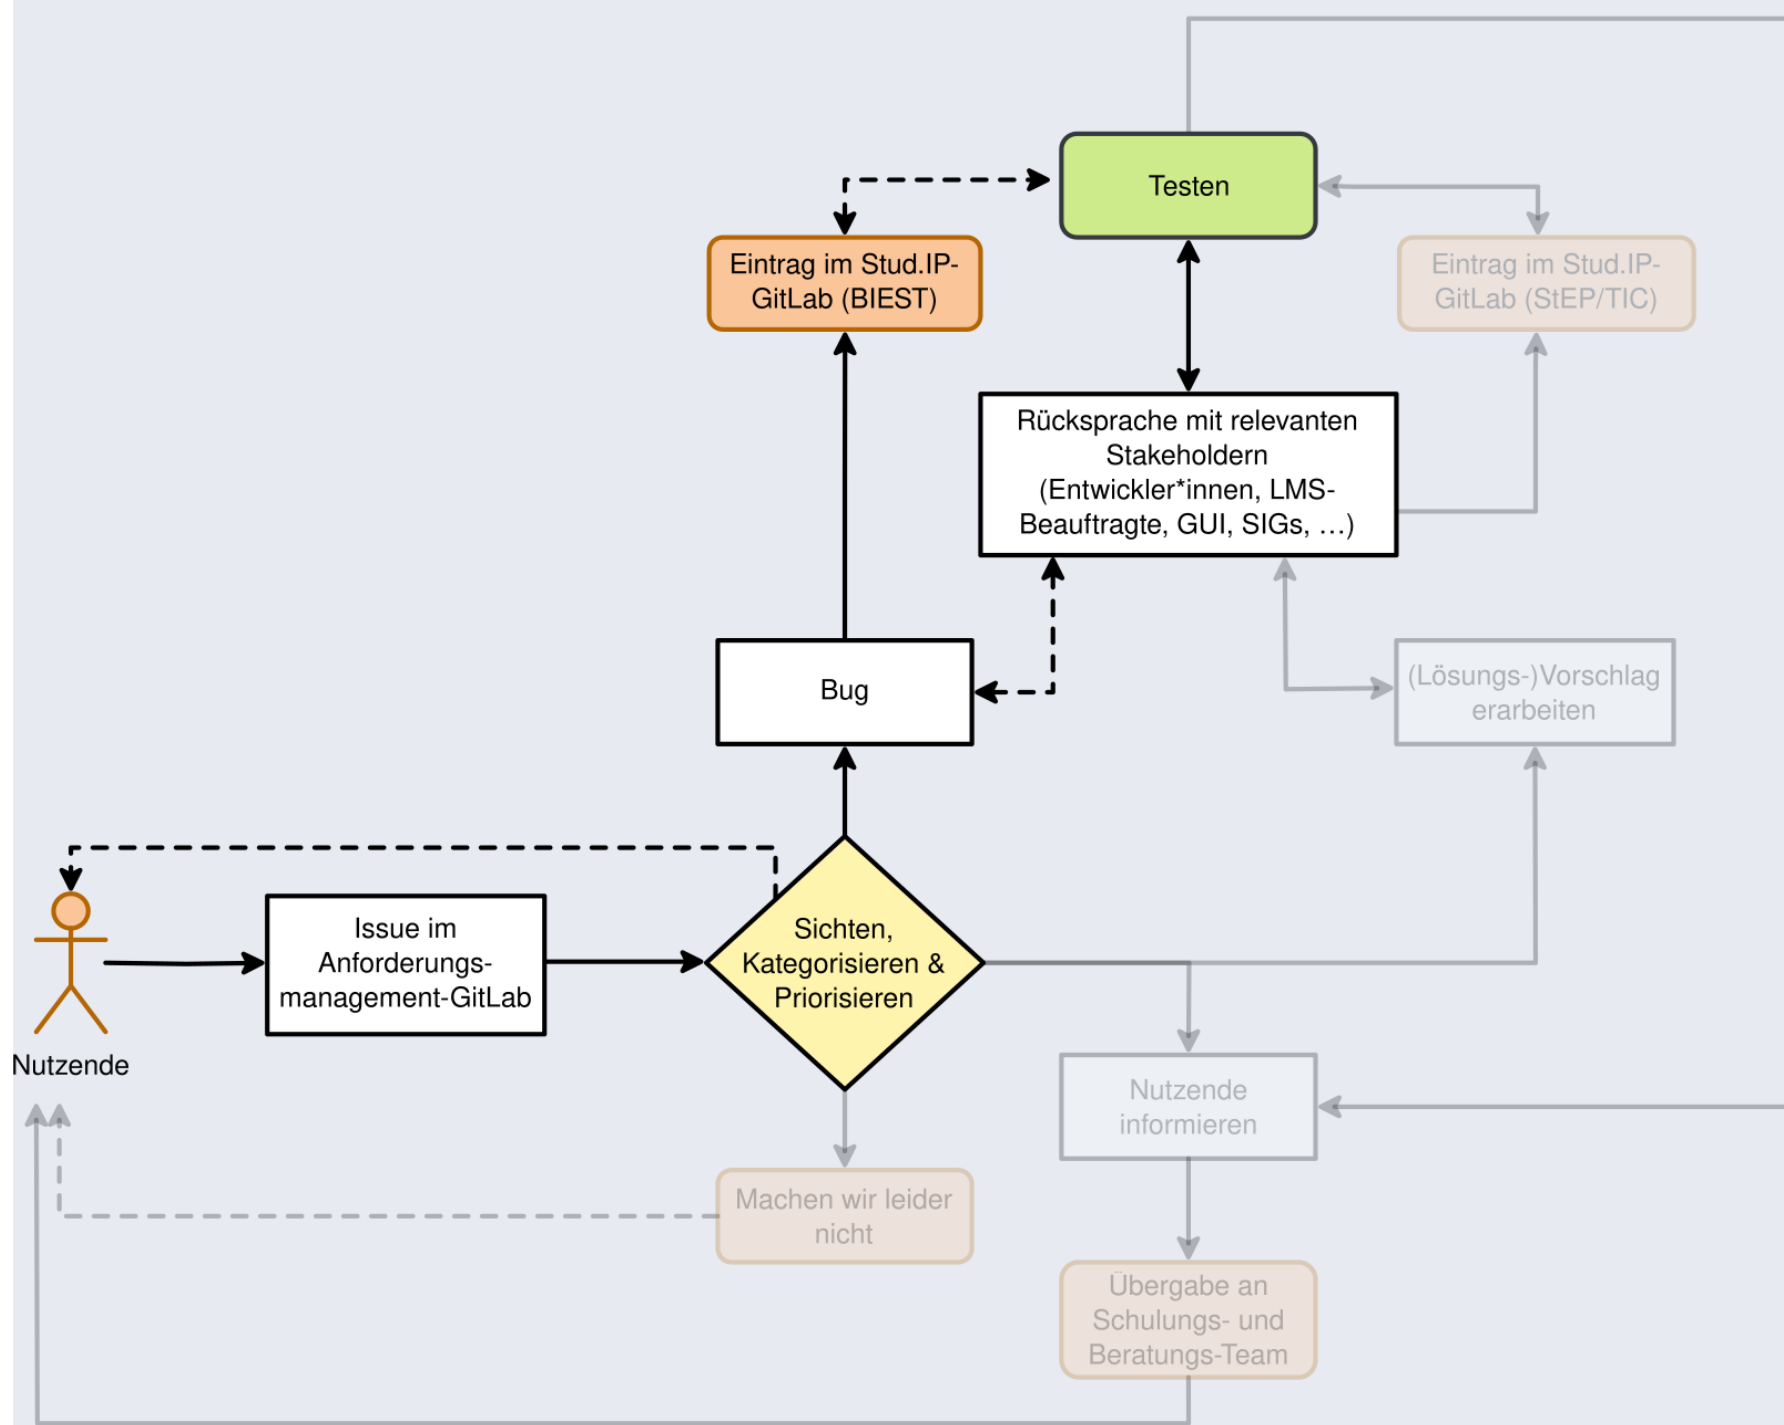 Testen
Eintrag im Stud.IP-
GitLab (BIEST)
Eintrag im Stud.IP-
GitLab (StEP/TIC)
Rücksprache mit relevanten
Stakeholdern
(Entwickler*innen, LMS-
Beauftragte, GUI, SIGs, …)
Bug
(Lösungs-)Vorschlag
erarbeiten
Issue im
Anforderungs-
management-GitLab
Sichten,
Kategorisieren &
Priorisieren
Nutzende
Nutzende
informieren
Machen wir leider
nicht
Übergabe an
Schulungs- und
Beratungs-Team